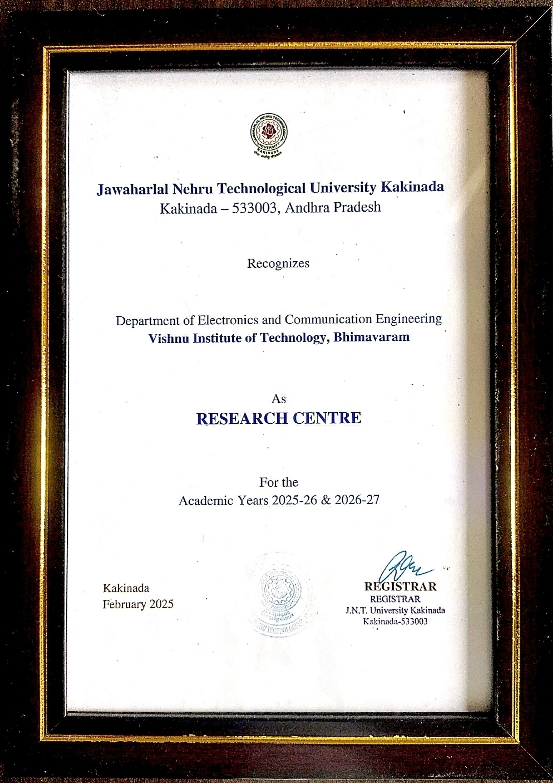 Jawaharlal Nehru Technological University Kakinada
Kakinada – 533003, Andhra Pradesh
Recognizes
Department of Electronics and Communication Engineering
Vishnu Institute of Technology, Bhimavaram
As
RESEARCH CENTRE
For the
Academic Years 2025-26 & 2026-27
Kakinada
February 2025
REGISTRAR
REGISTRAR
J.N.T. University Kakinada
Kakinada-533003